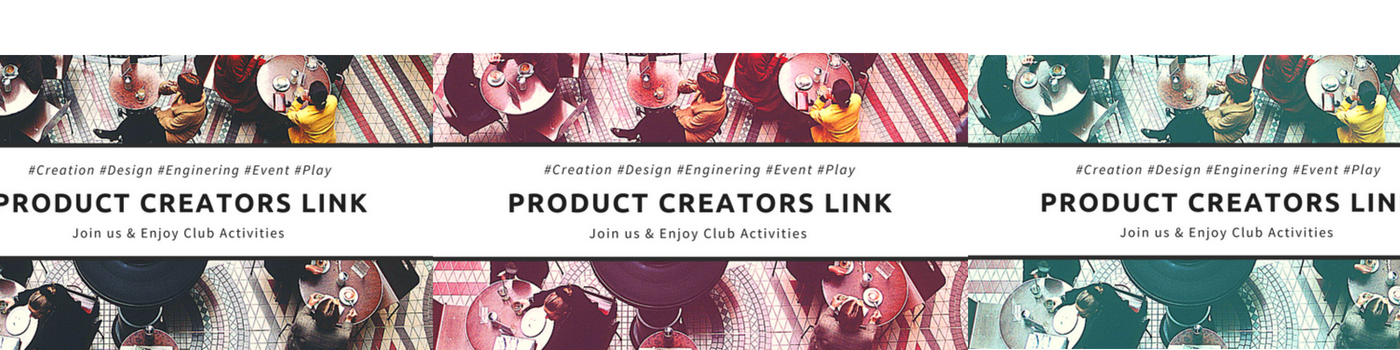 #Creation #Design #Enginering #Event #Play
PRODUCT CREATORS LINK
Join us & Enjoy Club Activities
#Creation #Design #Enginering #Event #Play
PRODUCT CREATORS LINK
Join us & Enjoy Club Activities
#Creation #Design #Enginering #Event #Play
PRODUCT CREATORS LIN
Join us & Enjoy Club Activities